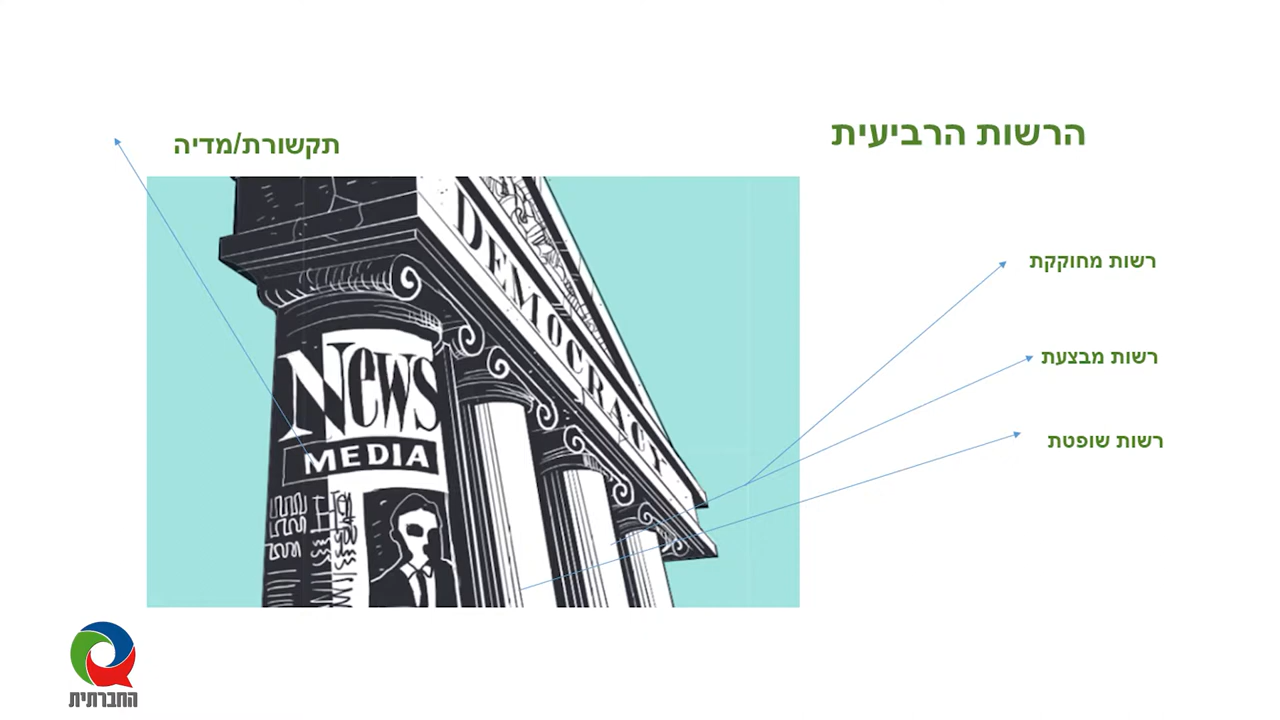 הרשות הרביעית
תקשורת/מדיה
רשות מחוקקת
רשות מבצעת
רשות שופטת
DEMOCRACY
NEWS
MEDIA
החברתית